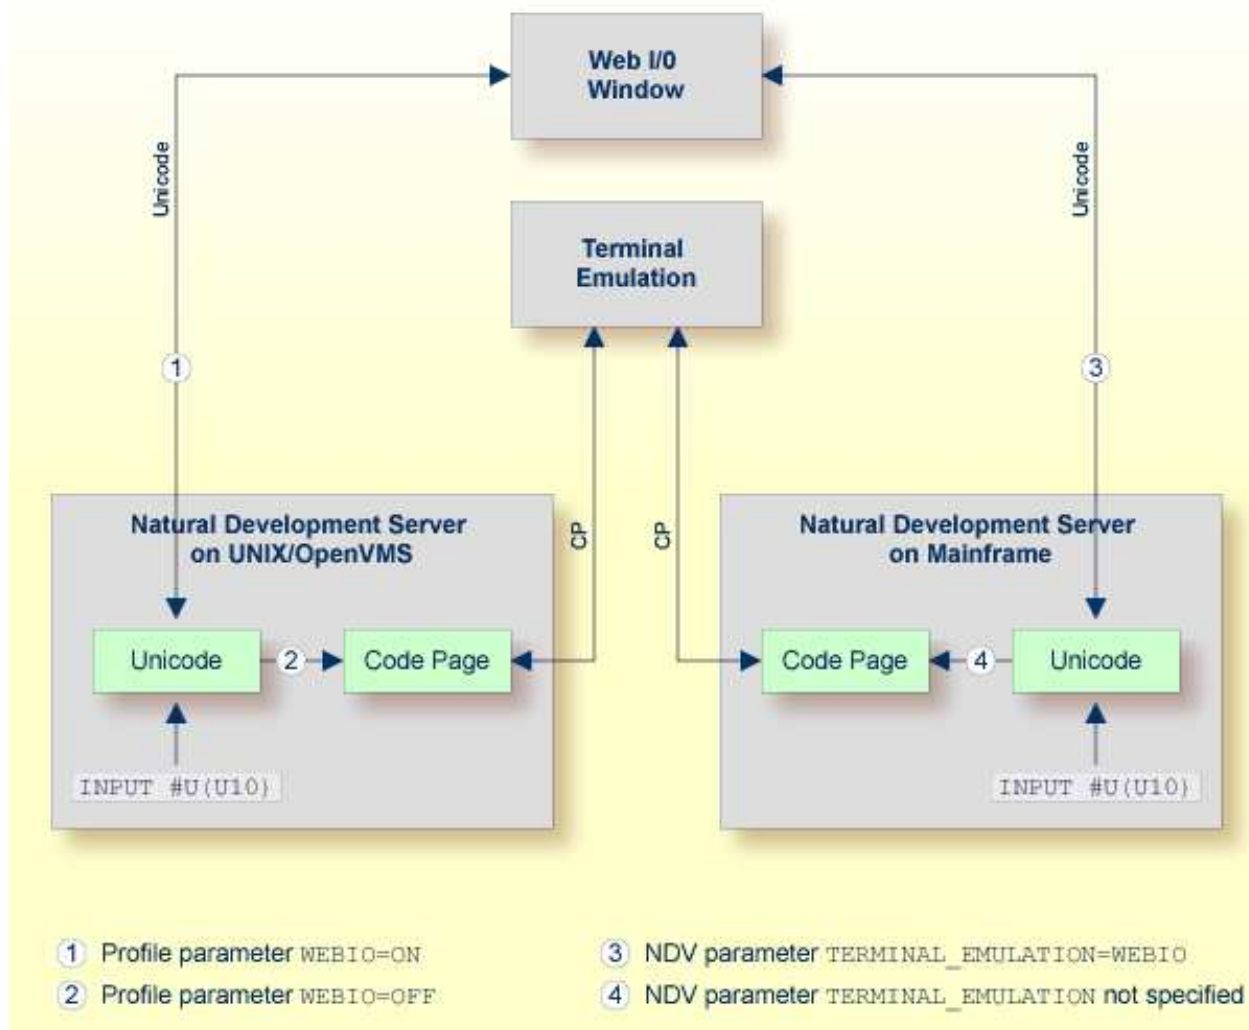 Web I/0
Window
Unicode
Unicode
Terminal
Emulation
1
3
Natural Development Server
on UNIX/OpenVMS
CP
CP
Natural Development Server
on Mainframe
Unicode
2
Code Page
Code Page
4
Unicode
INPUT #U(U10)
INPUT #U(U10)
1 Profile parameter WEBIO=ON
2 Profile parameter WEBIO=OFF
3 NDV parameter TERMINAL_EMULATION=WEBIO
4 NDV parameter TERMINAL_EMULATION not specified